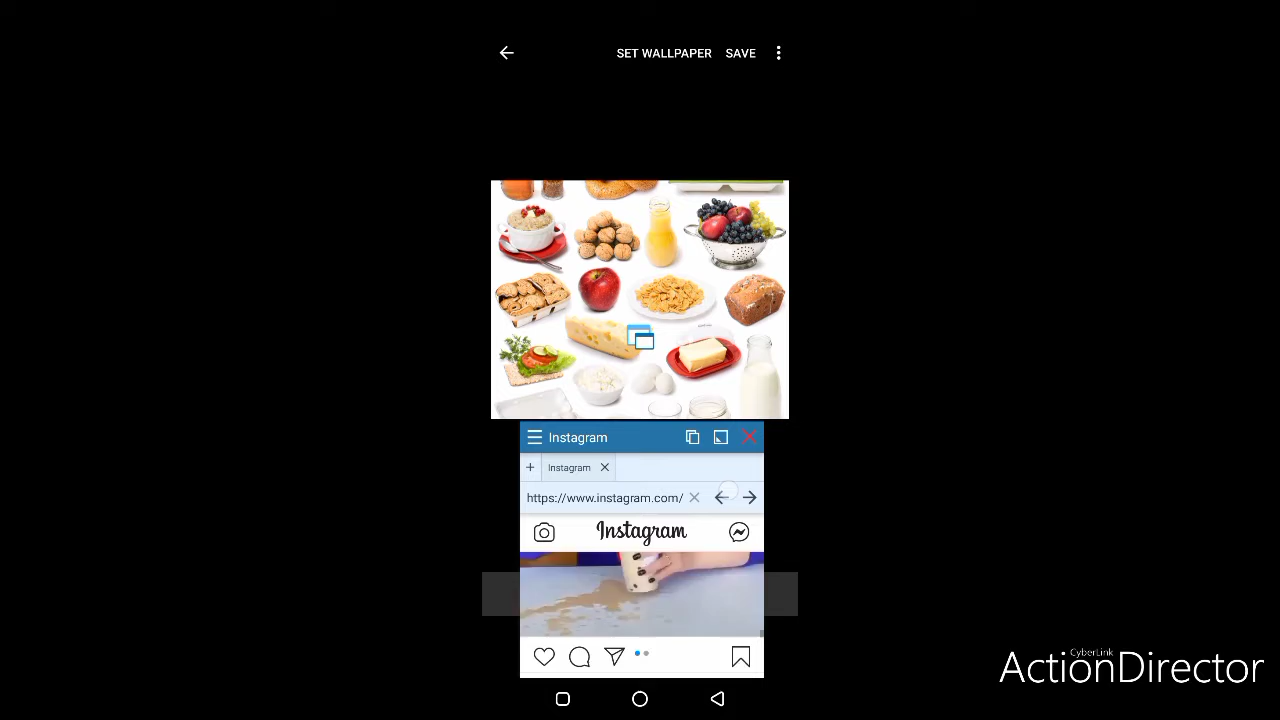 SET WALLPAPER SAVE
Instagram
+ Instagram
https://www.instagram.com/
Instagram
CyberLink
ActionDirector